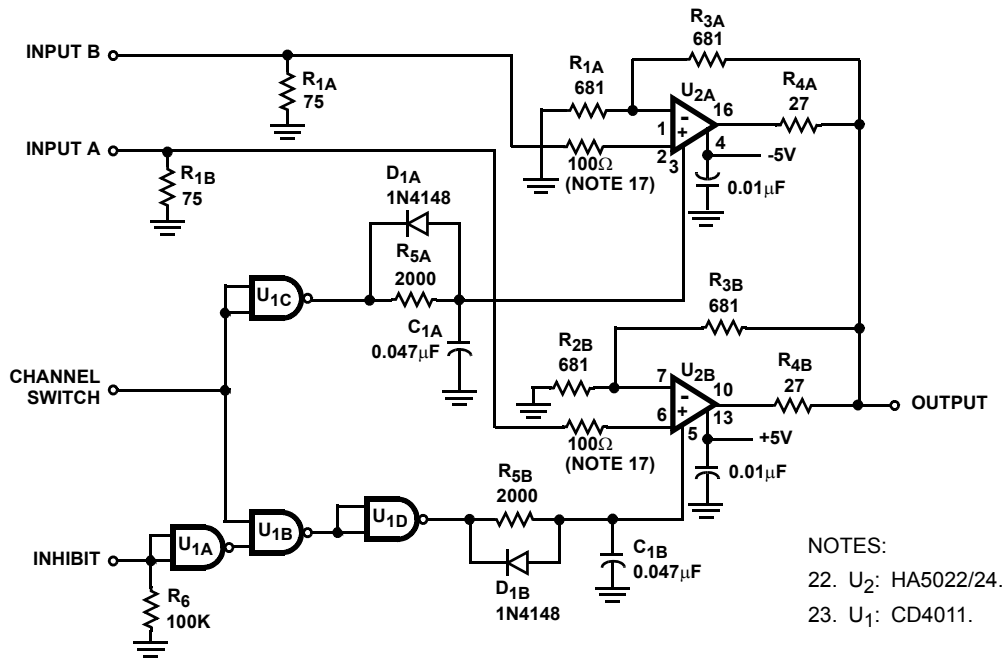 INPUT B
R1A
75
INPUT A
R1B
75
R3A
681
R1A
681
U2A
16
R4A
27
-
+
1
2
3
4
-5V
100Ω
(NOTE 17)
0.01µF
D1A
1N4148
R5A
2000
U1C
C1A
0.047µF
R3B
681
R2B
681
U2B
7
10
R4B
27
-
+
6
13
5
OUTPUT
+5V
100Ω
(NOTE 17)
0.01µF
CHANNEL
SWITCH
R5B
2000
U1D
U1B
U1A
INHIBIT
R6
100K
D1B
1N4148
C1B
0.047µF
NOTES:
22. U2: HA5022/24.
23. U1: CD4011.